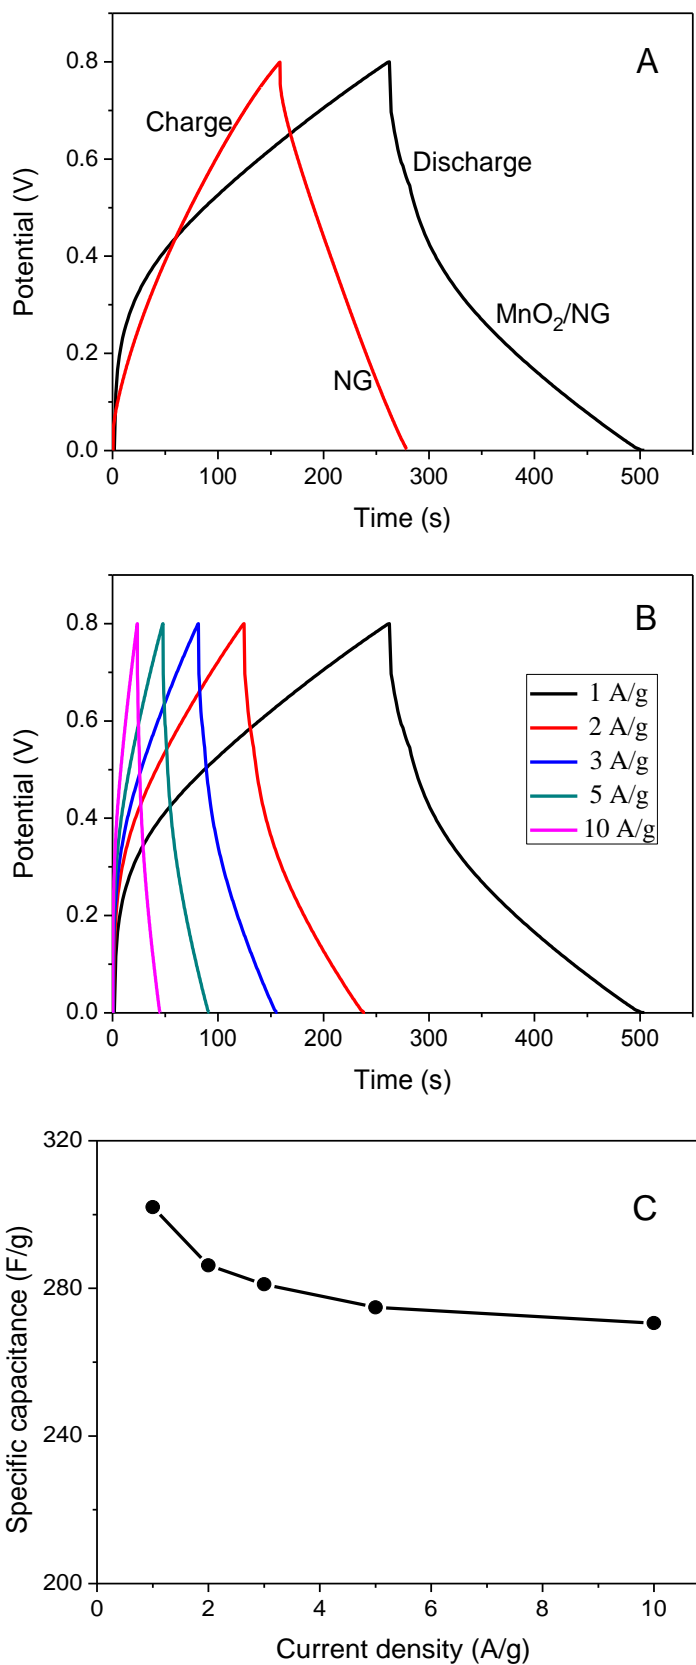 A
0.8
Charge
Discharge
0.6
Potential (V)
0.4
MnO2/NG
0.2
NG
0.0
0 100 200 300 400 500
Time (s)
B
0.8
1 A/g
2 A/g
3 A/g
5 A/g
10 A/g
0.6
Potential (V)
0.4
0.2
0.0
0 100 200 300 400 500
Time (s)
320
C
Specific capacitance (F/g)
280
240
200
0 2 4 6 8 10
Current density (A/g)